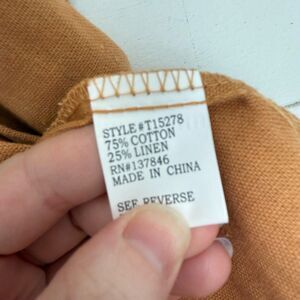 STYLE#T15278
75% COTTON
25% LINEN
RN#137846
MADE IN CHINA
SEE REVERSE